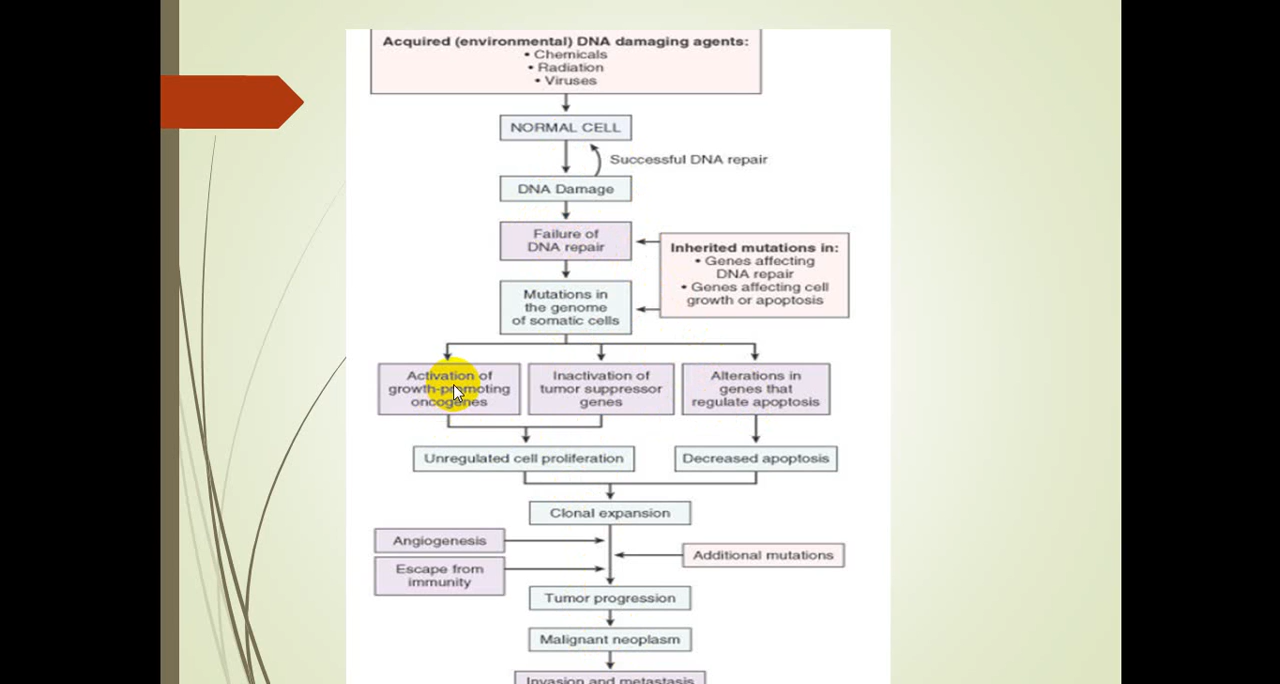 Acquired (environmental) DNA damaging agents:
• Chemicals
• Radiation
• Viruses
NORMAL CELL
Successful DNA repair
DNA Damage
Failure of
DNA repair
Inherited mutations in:
• Genes affecting
DNA repair
• Genes affecting cell
growth or apoptosis
Mutations in
the genome
of somatic cells
Activation of
growth-promoting
oncogenes
Inactivation of
tumor suppressor
genes
Alterations in
genes that
regulate apoptosis
Unregulated cell proliferation
Decreased apoptosis
Clonal expansion
Angiogenesis
Additional mutations
Escape from
immunity
Tumor progression
Malignant neoplasm
Invasion and metastasis